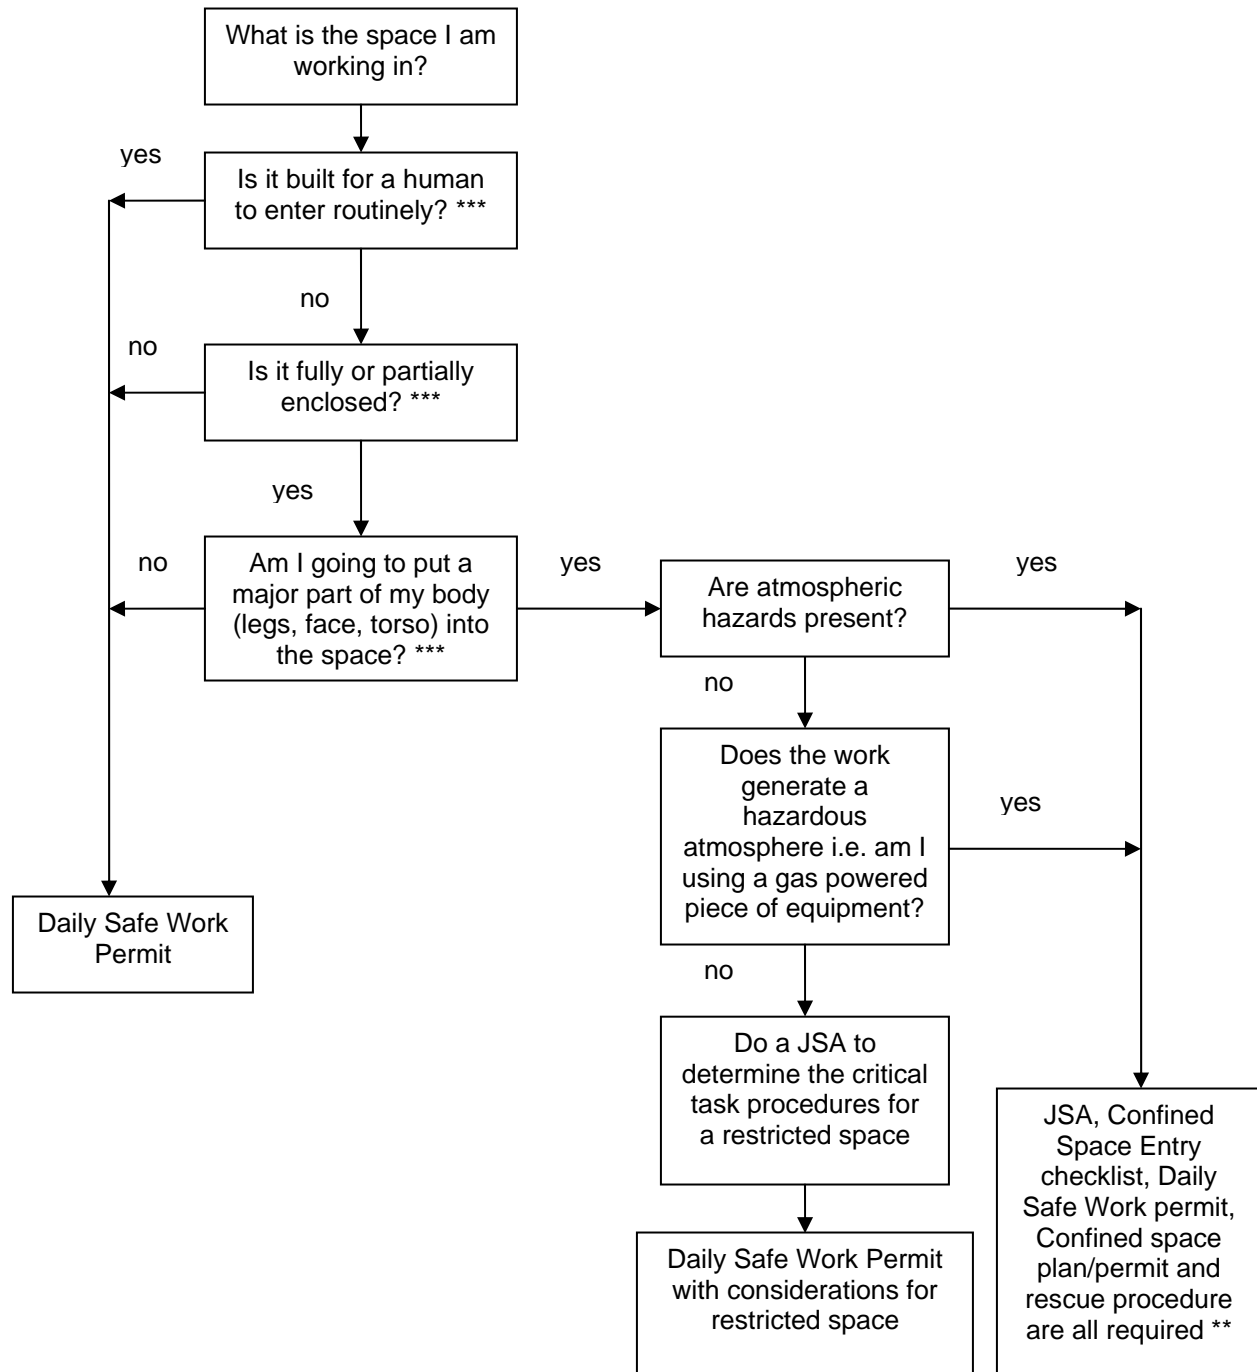 What is the space I am
working in?
yes
Is it built for a human
to enter routinely? ***
no
no
Is it fully or partially
enclosed? ***
yes
no
Am I going to put a
major part of my body
(legs, face, torso) into
the space? ***
yes
Are atmospheric
hazards present?
yes
no
Does the work
generate a
hazardous
atmosphere i.e. am I
using a gas powered
piece of equipment?
yes
Daily Safe Work
Permit
no
Do a JSA to
determine the critical
task procedures for
a restricted space
JSA, Confined
Space Entry
checklist, Daily
Safe Work permit,
Confined space
plan/permit and
rescue procedure
are all required **
Daily Safe Work Permit
with considerations for
restricted space